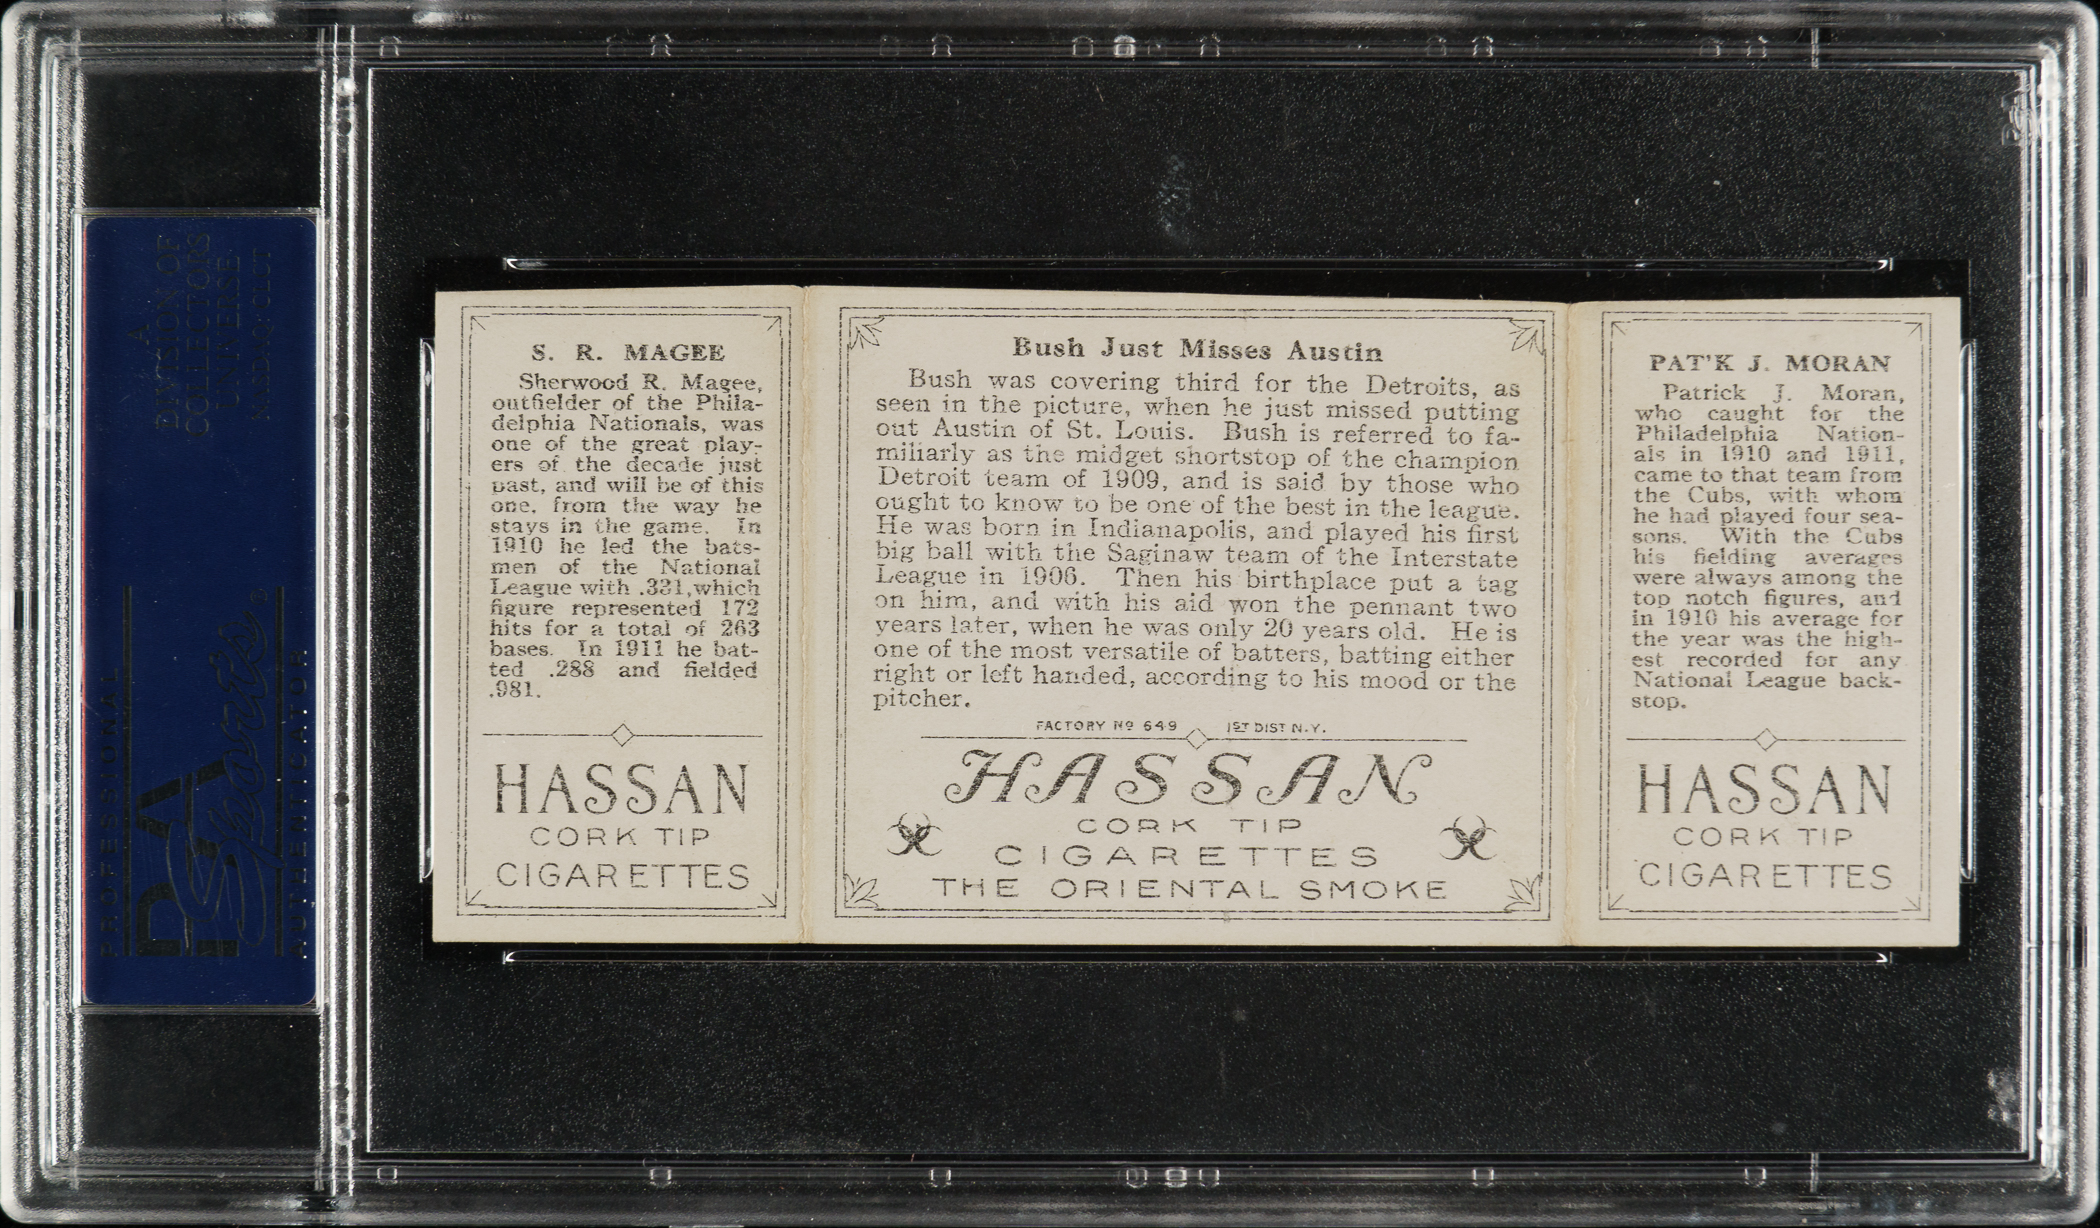 A
DIVISION OF
COLLECTORS
UNIVERSE
NASDAQ: CLCT
PROFESSIONAL
PSA
Sports
AUTHENTICATOR
S. R. MAGEE
Sherwood R. Magee,
outfielder of the Phila-
delphia Nationals, was
one of the great play-
ers of the decade just
past, and will be of this
one, from the way he
stays in the game. In
1910 he led the bats-
men of the National
League with .331, which
figure represented 172
hits for a total of 263
bases. In 1911 he bat-
ted .288 and fielded
.981.
HASSAN
CORK TIP
CIGARETTES
Bush Just Misses Austin
Bush was covering third for the Detroits, as
seen in the picture, when he just missed putting
out Austin of St. Louis. Bush is referred to fa-
miliarly as the midget shortstop of the champion
Detroit team of 1909, and is said by those who
ought to know to be one of the best in the league.
He was born in Indianapolis, and played his first
big ball with the Saginaw team of the Interstate
League in 1906. Then his birthplace put a tag
on him, and with his aid won the pennant two
years later, when he was only 20 years old. He is
one of the most versatile of batters, batting either
right or left handed, according to his mood or the
pitcher.
FACTORY Nº 649 1ST DIST N.Y.
HASSAN
CORK TIP
CIGARETTES
THE ORIENTAL SMOKE
PAT'K J. MORAN
Patrick J. Moran,
who caught for the
Philadelphia Nation-
als in 1910 and 1911,
came to that team from
the Cubs, with whom
he had played four sea-
sons. With the Cubs
his fielding averages
were always among the
top notch figures, and
in 1910 his average for
the year was the high-
est recorded for any
National League back-
stop.
HASSAN
CORK TIP
CIGARETTES